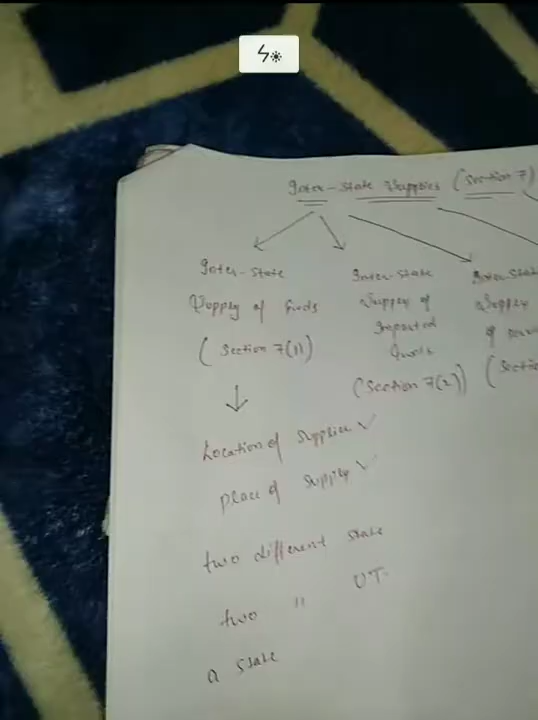 Inter-State Supplies (Section 7)
Inter-State
Supply of Goods
(Section 7(1))
Inter-State
Supply of
Imported
Goods
(Section 7(2))
Inter-State
Supply
of
(Section
Location of Supplier ✓
Place of Supply ✓
two different State
two " UT.
a State